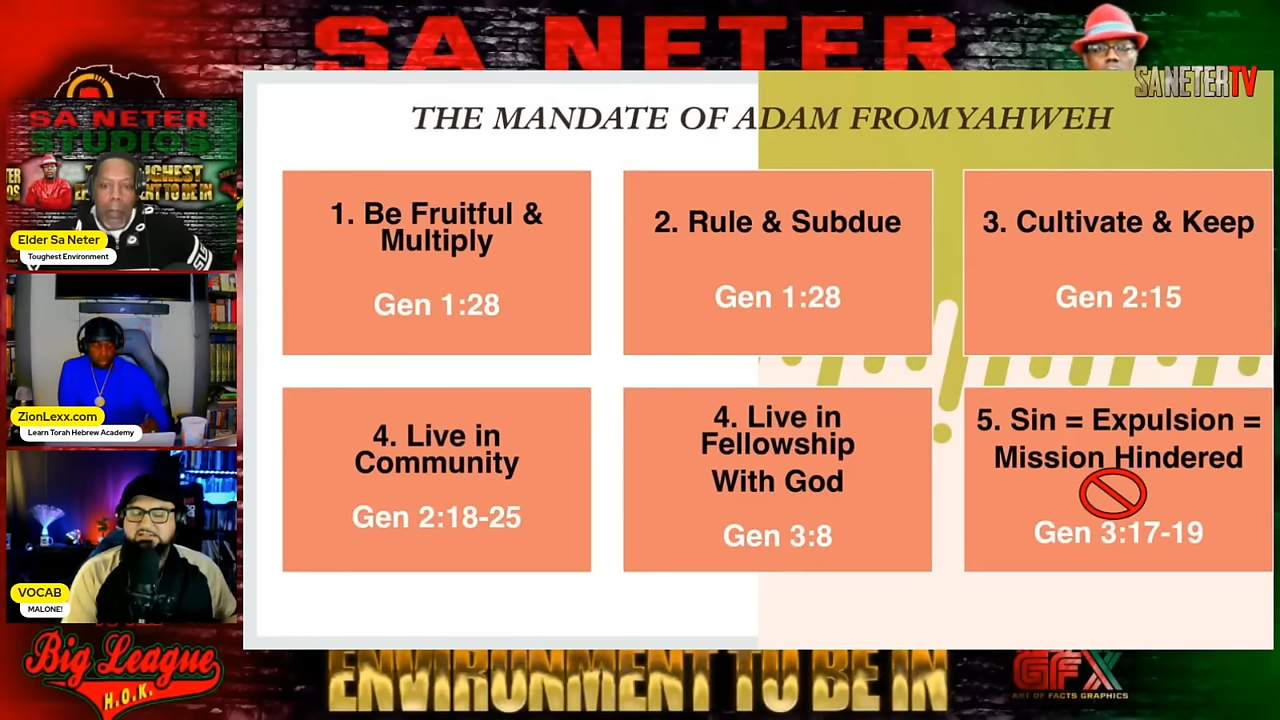 SA NETER
SANETERTV
SA NETER
STUDIOS
Elder Sa Neter
Toughest Environment
ZionLexx.com
Learn Torah Hebrew Academy
VOCAB
MALONE!
Big League
H.O.K.
THE MANDATE OF ADAM FROM YAHWEH
1. Be Fruitful &
Multiply
Gen 1:28
2. Rule & Subdue
Gen 1:28
3. Cultivate & Keep
Gen 2:15
4. Live in
Community
Gen 2:18-25
4. Live in
Fellowship
With God
Gen 3:8
5. Sin = Expulsion =
Mission Hindered
Gen 3:17-19
ENVIRONMENT TO BE IN
GFX
ART OF FACTS GRAPHICS